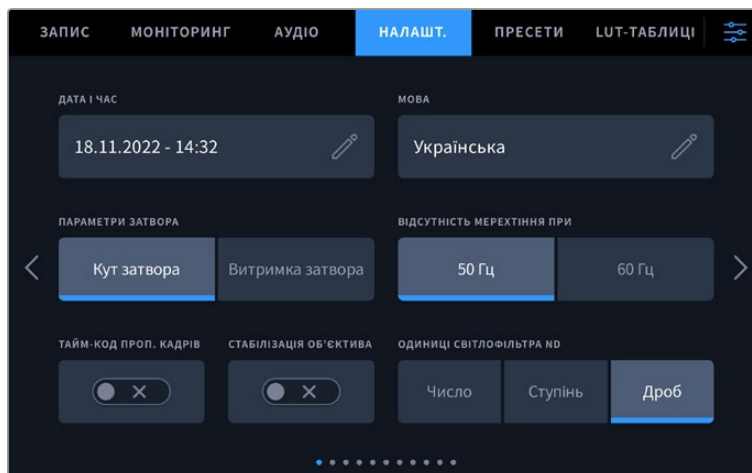 ЗАПИС МОНІТОРИНГ АУДІО НАЛАШТ. ПРЕСЕТИ LUT-ТАБЛИЦІ
ДАТА І ЧАС МОВА
18.11.2022 - 14:32 Українська
ПАРАМЕТРИ ЗАТВОРА ВІДСУТНІСТЬ МЕРЕХТІННЯ ПРИ
Кут затвора Витримка затвора 50 Гц 60 Гц
ТАЙМ-КОД ПРОП. КАДРІВ СТАБІЛІЗАЦІЯ ОБ’ЄКТИВА ОДИНИЦІ СВІТЛОФІЛЬТРА ND
Число Ступінь Дроб